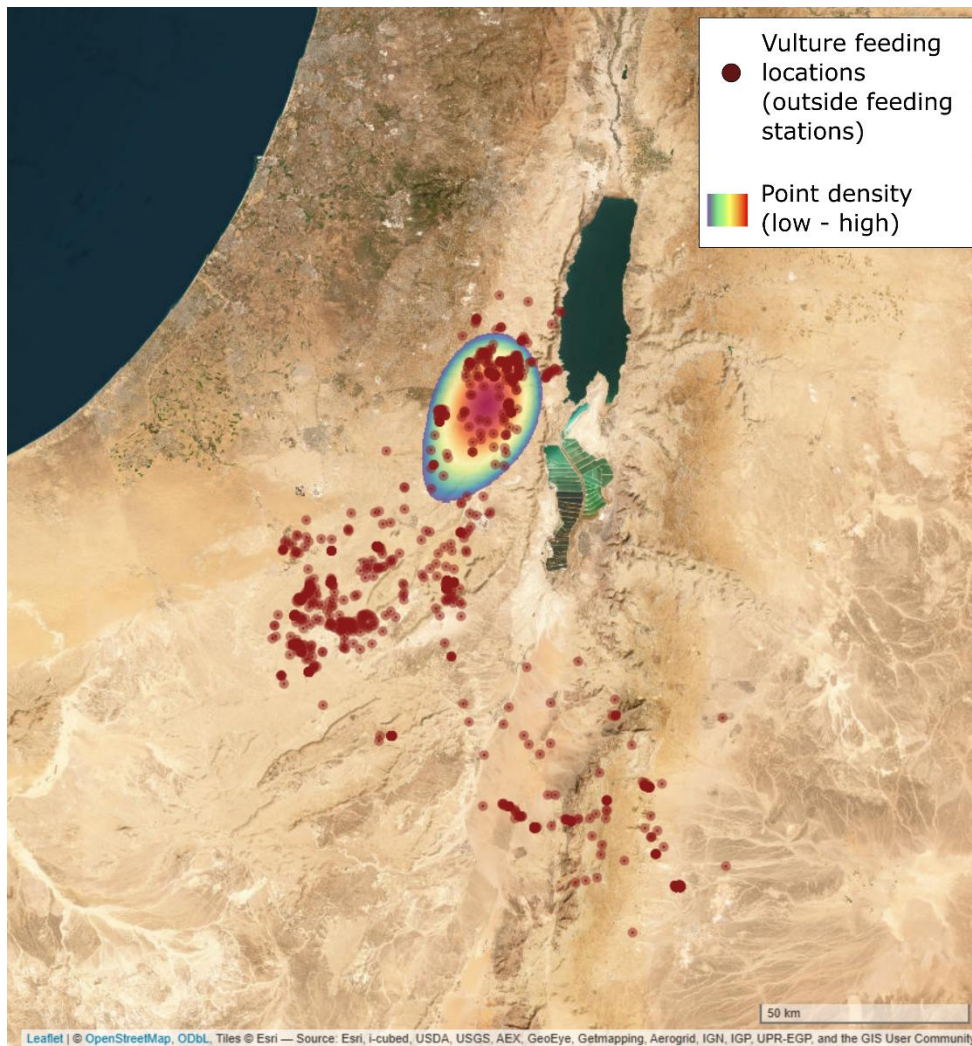 Vulture feeding
locations
(outside feeding
stations)
Point density
(low - high)
50 km
Leaflet | © OpenStreetMap, ODbL, Tiles © Esri — Source: Esri, i-cubed, USDA, USGS, AEX, GeoEye, Getmapping, Aerogrid, IGN, IGP, UPR-EGP, and the GIS User Community